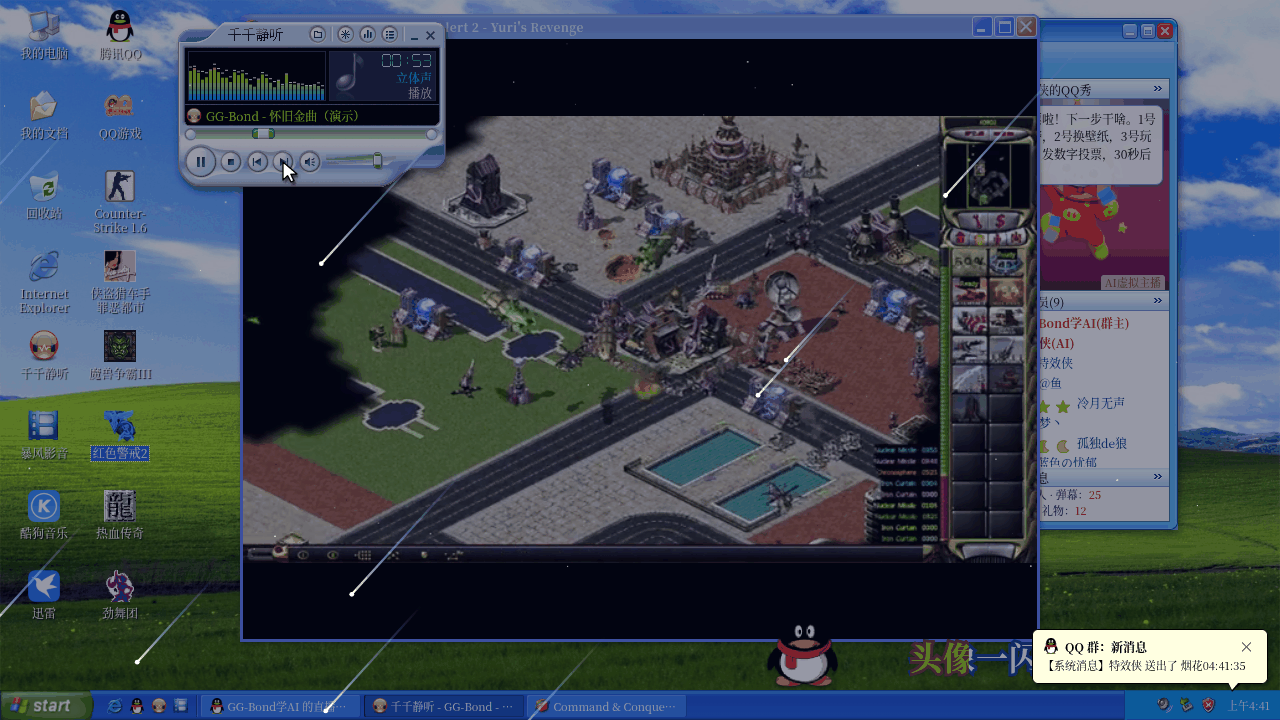 我的电脑
腾讯QQ
我的文档
QQ游戏
回收站
Counter-
Strike 1.6
Internet
Explorer
侠盗猎车手
罪恶都市
千千静听
魔兽争霸III
暴风影音
红色警戒2
酷狗音乐
热血传奇
迅雷
劲舞团
千千静听
00:53
立体声
播放
GG-Bond - 怀旧金曲（演示）
lert 2 - Yuri's Revenge
侠的QQ秀
啦！下一步干啥。1号
，2号换壁纸，3号玩
发数字投票，30秒后
AI虚拟主播
员(9)
Bond学AI(群主)
侠(AI)
特效侠
@鱼
冷月无声
梦丶
孤独de狼
蓝色の忧郁
息
人 · 弹幕：25
礼物：12
头像一闪
QQ 群：新消息
【系统消息】特效侠 送出了 烟花04:41:35
start
GG-Bond学AI 的直播…
千千静听 - GG-Bond - …
Command & Conque…
上午4:41